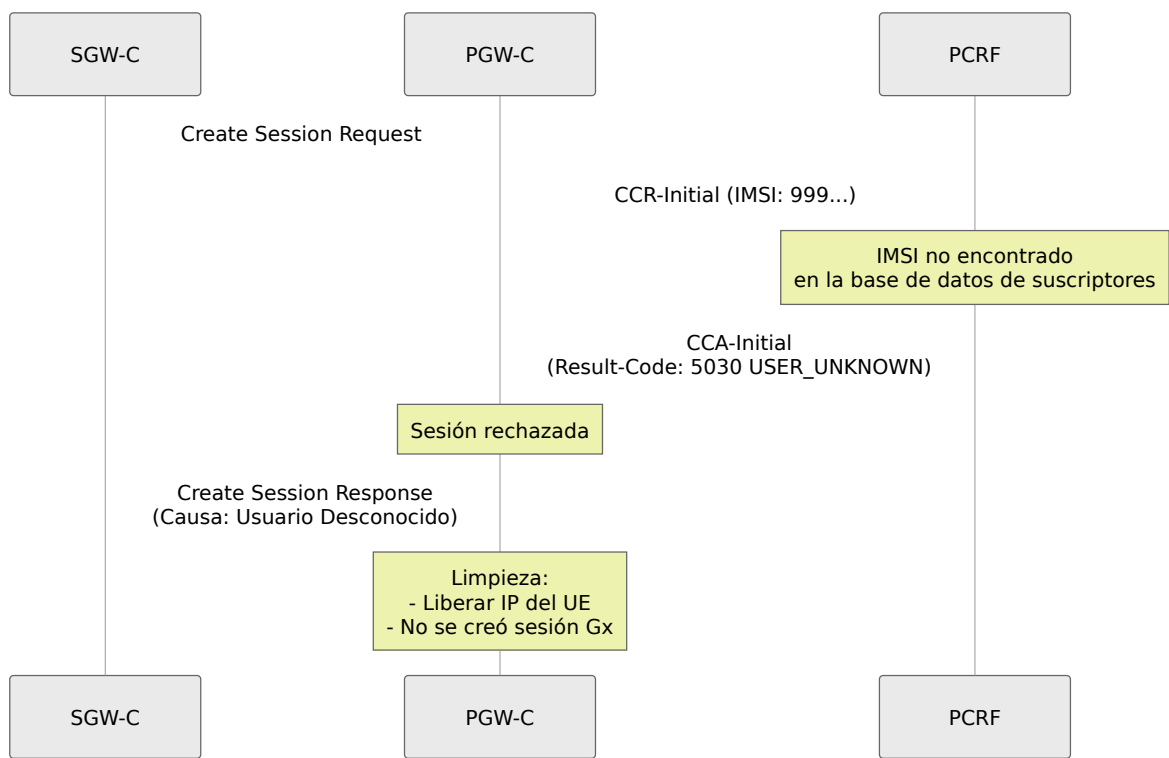 SGW-C
PGW-C
PCRF
Create Session Request
CCR-Initial (IMSI: 999...)
IMSI no encontrado
en la base de datos de suscriptores
CCA-Initial
(Result-Code: 5030 USER_UNKNOWN)
Sesión rechazada
Create Session Response
(Causa: Usuario Desconocido)
Limpieza:
- Liberar IP del UE
- No se creó sesión Gx
SGW-C
PGW-C
PCRF